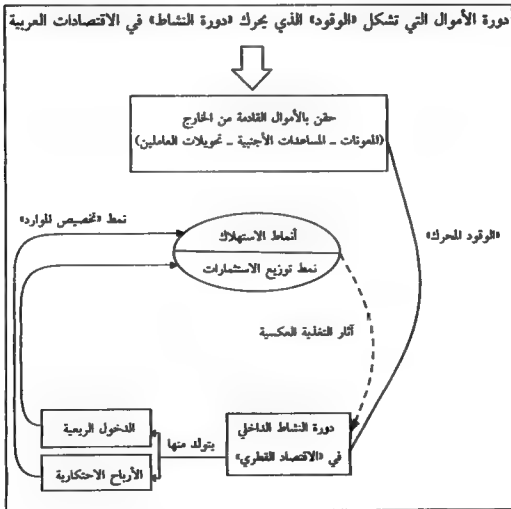 دورة الأموال التي تشكل «الوقود» الذي يحرك «دورة النشاط» في الاقتصادات العربية
حقن بالأموال القادمة من الخارج
(المعونات ــ المساعدات الأجنبية ــ تحويلات العاملين)
نمط «تخصيص الموارد»
أنماط الاستهلاك
نمط توزيع الاستثمارات
«الوقود المحرك»
آثار التغذية العكسية
دورة النشاط الداخلي
في «الاقتصاد القطري»
يتولد منها
الدخول الريعية
الأرباح الاحتكارية